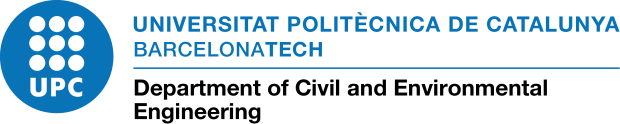 UPC
UNIVERSITAT POLITÈCNICA DE CATALUNYA
BARCELONATECH
Department of Civil and Environmental
Engineering